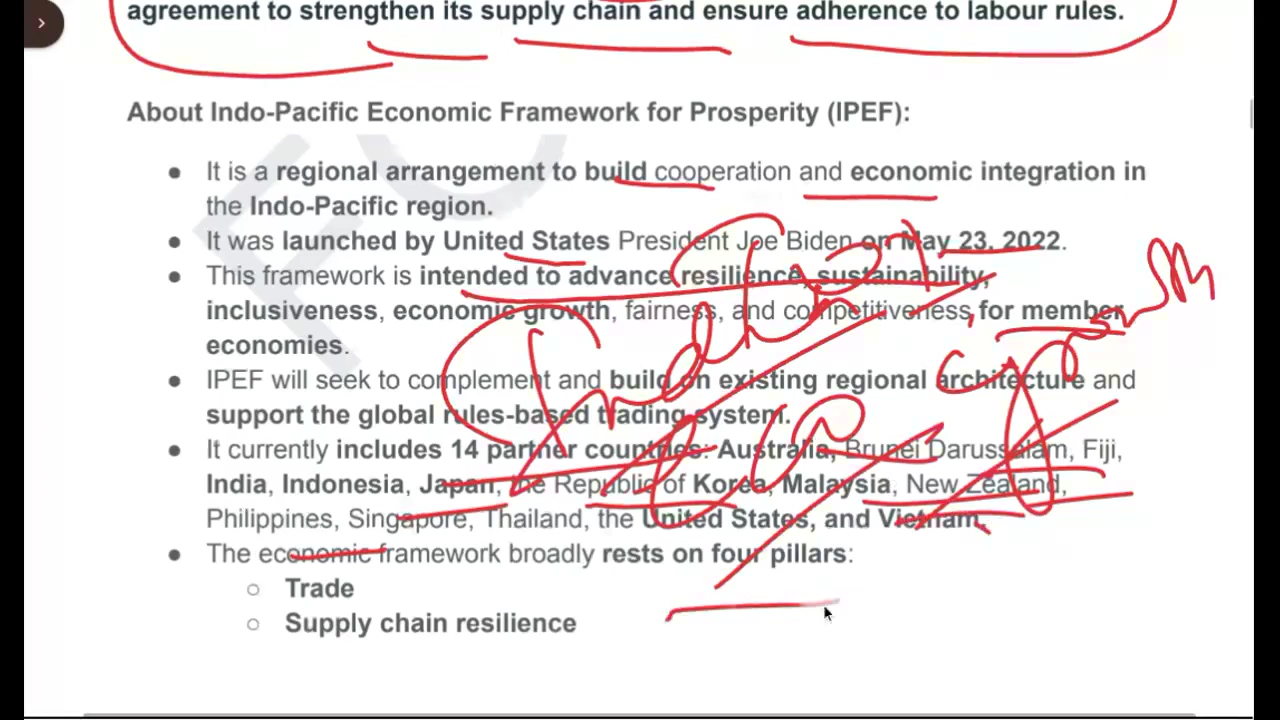 agreement to strengthen its supply chain and ensure adherence to labour rules.
About Indo-Pacific Economic Framework for Prosperity (IPEF):
● It is a regional arrangement to build cooperation and economic integration in
the Indo-Pacific region.
● It was launched by United States President Joe Biden on May 23, 2022.
● This framework is intended to advance resilience, sustainability,
inclusiveness, economic growth, fairness, and competitiveness, for member
economies.
● IPEF will seek to complement and build on existing regional architecture and
support the global rules-based trading system.
● It currently includes 14 partner countries: Australia, Brunei Darussalam, Fiji,
India, Indonesia, Japan, the Republic of Korea, Malaysia, New Zealand,
Philippines, Singapore, Thailand, the United States, and Vietnam.
● The economic framework broadly rests on four pillars:
○ Trade
○ Supply chain resilience